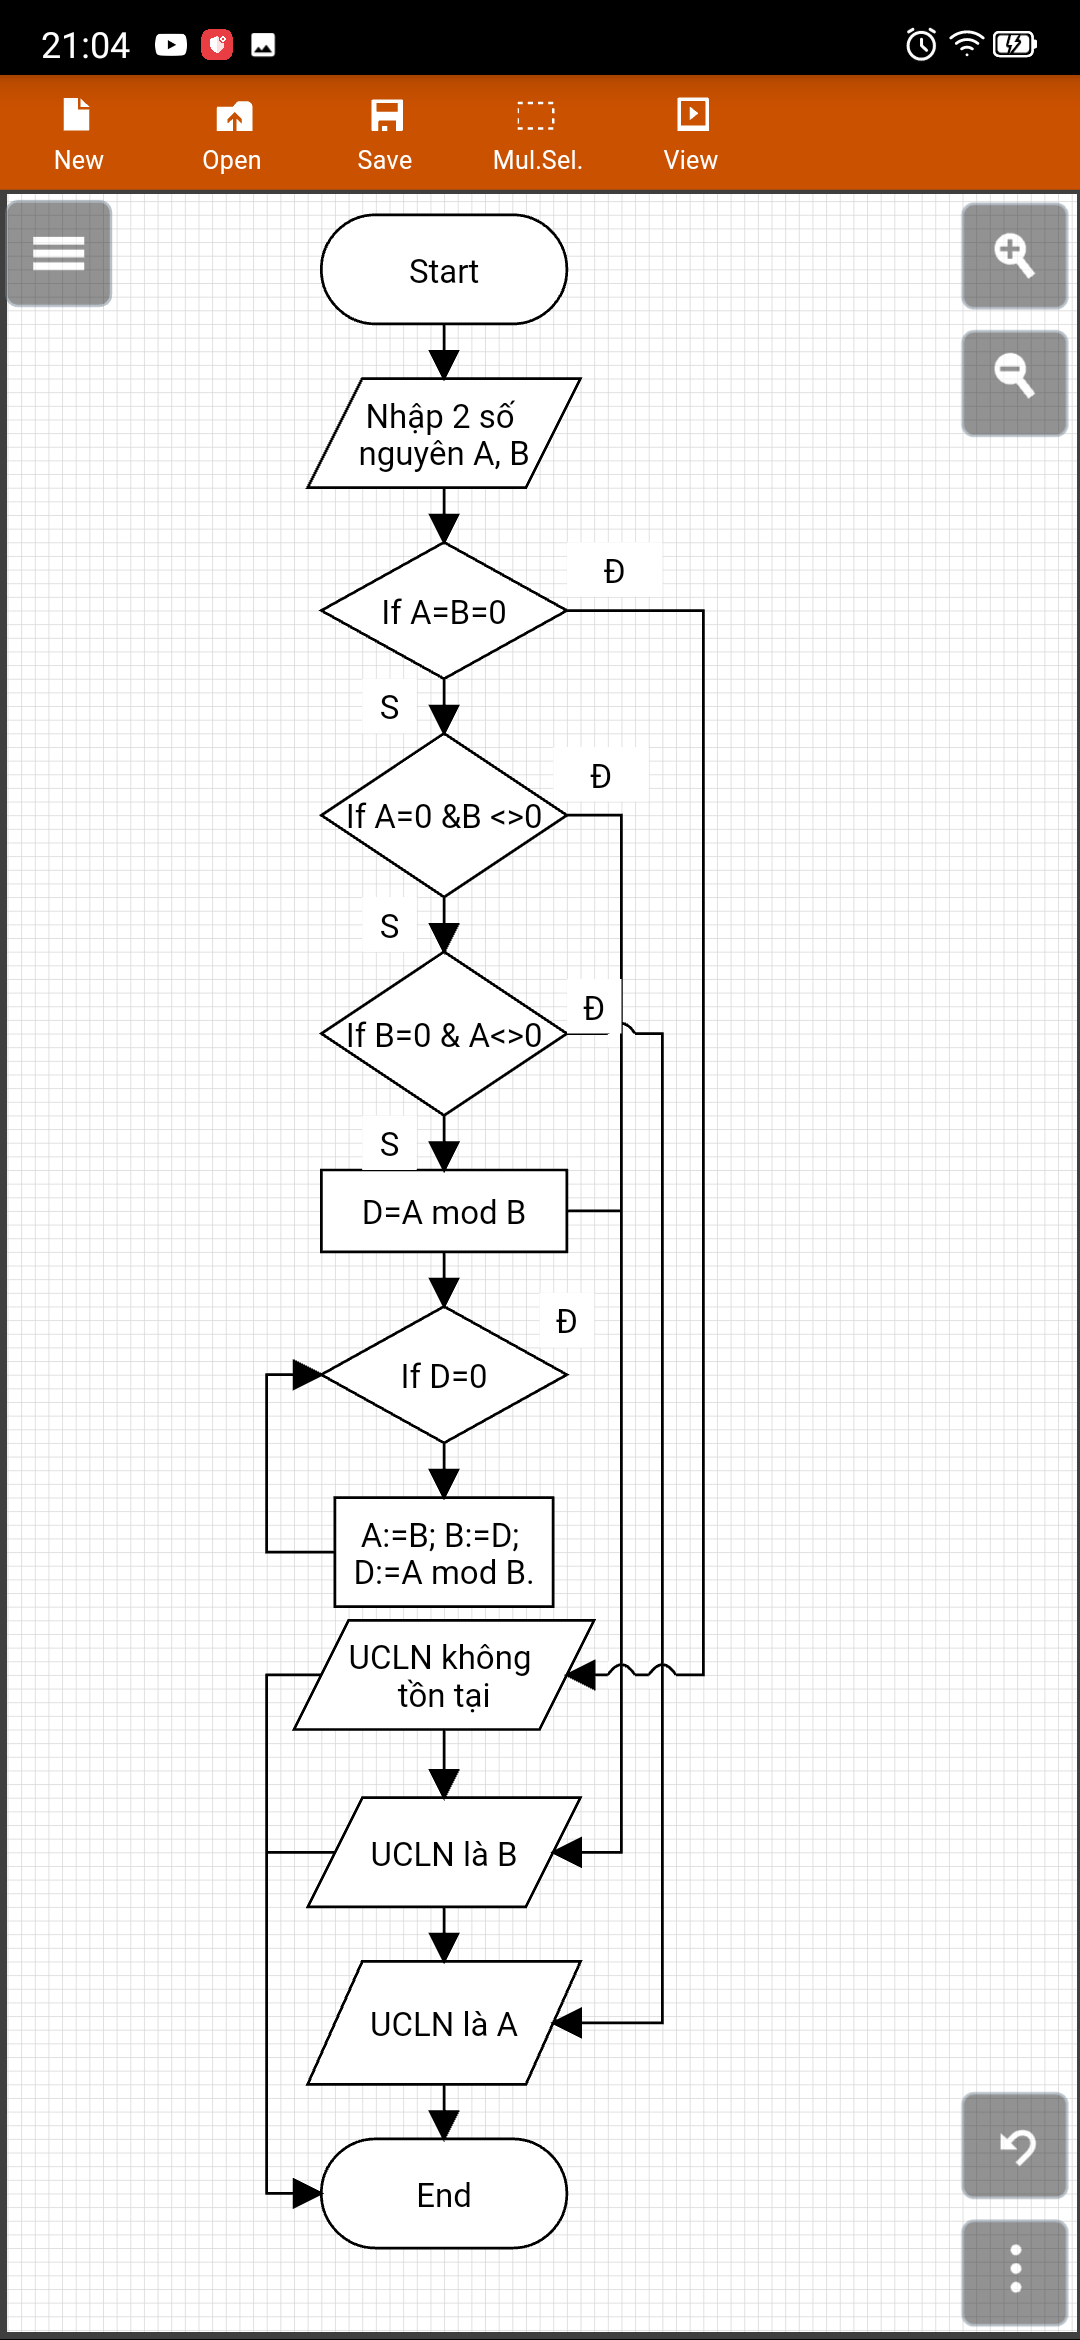 21:04
New
Open
Save
Mul.Sel.
View
Start
Nhập 2 số
nguyên A, B
Đ
If A=B=0
S
Đ
If A=0 &B <>0
S
Đ
If B=0 & A<>0
S
D=A mod B
Đ
If D=0
A:=B; B:=D;
D:=A mod B.
UCLN không
tồn tại
UCLN là B
UCLN là A
End